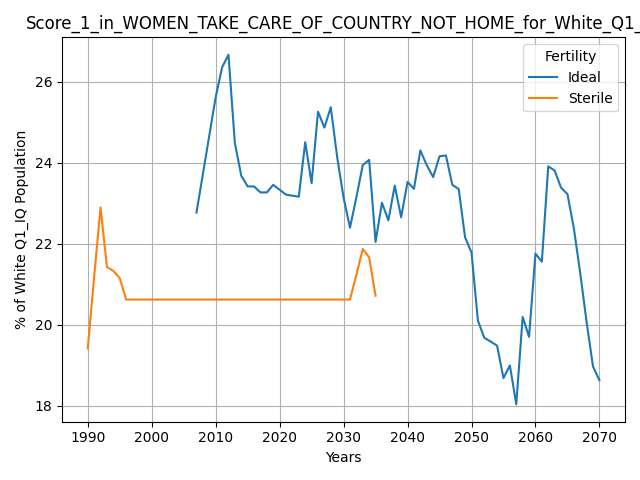 Score_1_in_WOMEN_TAKE_CARE_OF_COUNTRY_NOT_HOME_for_White_Q1_
Fertility
Ideal
Sterile
% of White Q1_IQ Population
26
24
22
20
18
1990 2000 2010 2020 2030 2040 2050 2060 2070
Years